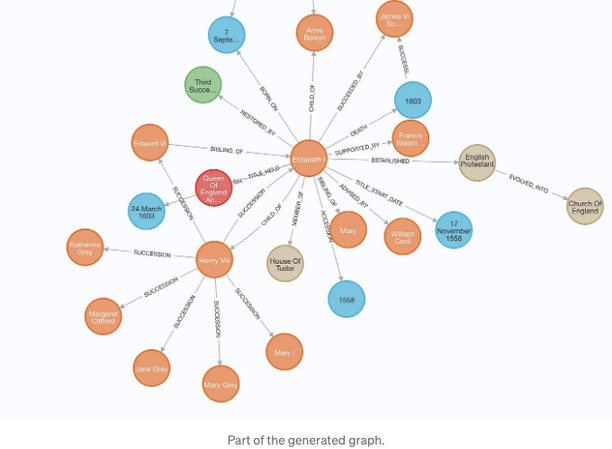 James VI
Sc...
7
Septe...
Anne
Boleyn
Third
Succe...
BORN_ON
CHILD_OF
SUCCEEDED_BY
SUCCESSI...
1603
RESTORED_BY
DEATH
Francis
Walsin...
Edward VI
SIBLING_OF
Elizabeth I
SUPPORTED_BY
ESTABLISHED
English
Protestant
EVOLVED_INTO
Church Of
England
Queen
Of
England
An...
TITLE_HELD
24 March
1603
SUCCESSION
SUCCESSION
CHILD_OF
MEMBER_OF
SIBLING_OF
ACCESSION
ADVISED_BY
TITLE_START_DATE
Mary
William
Cecil
17
November
1558
Katherine
Grey
SUCCESSION
Henry VIII
House Of
Tudor
1558
SUCCESSION
Margaret
Clifford
SUCCESSION
SUCCESSION
SUCCESSION
Jane Grey
Mary Grey
Mary I
Part of the generated graph.